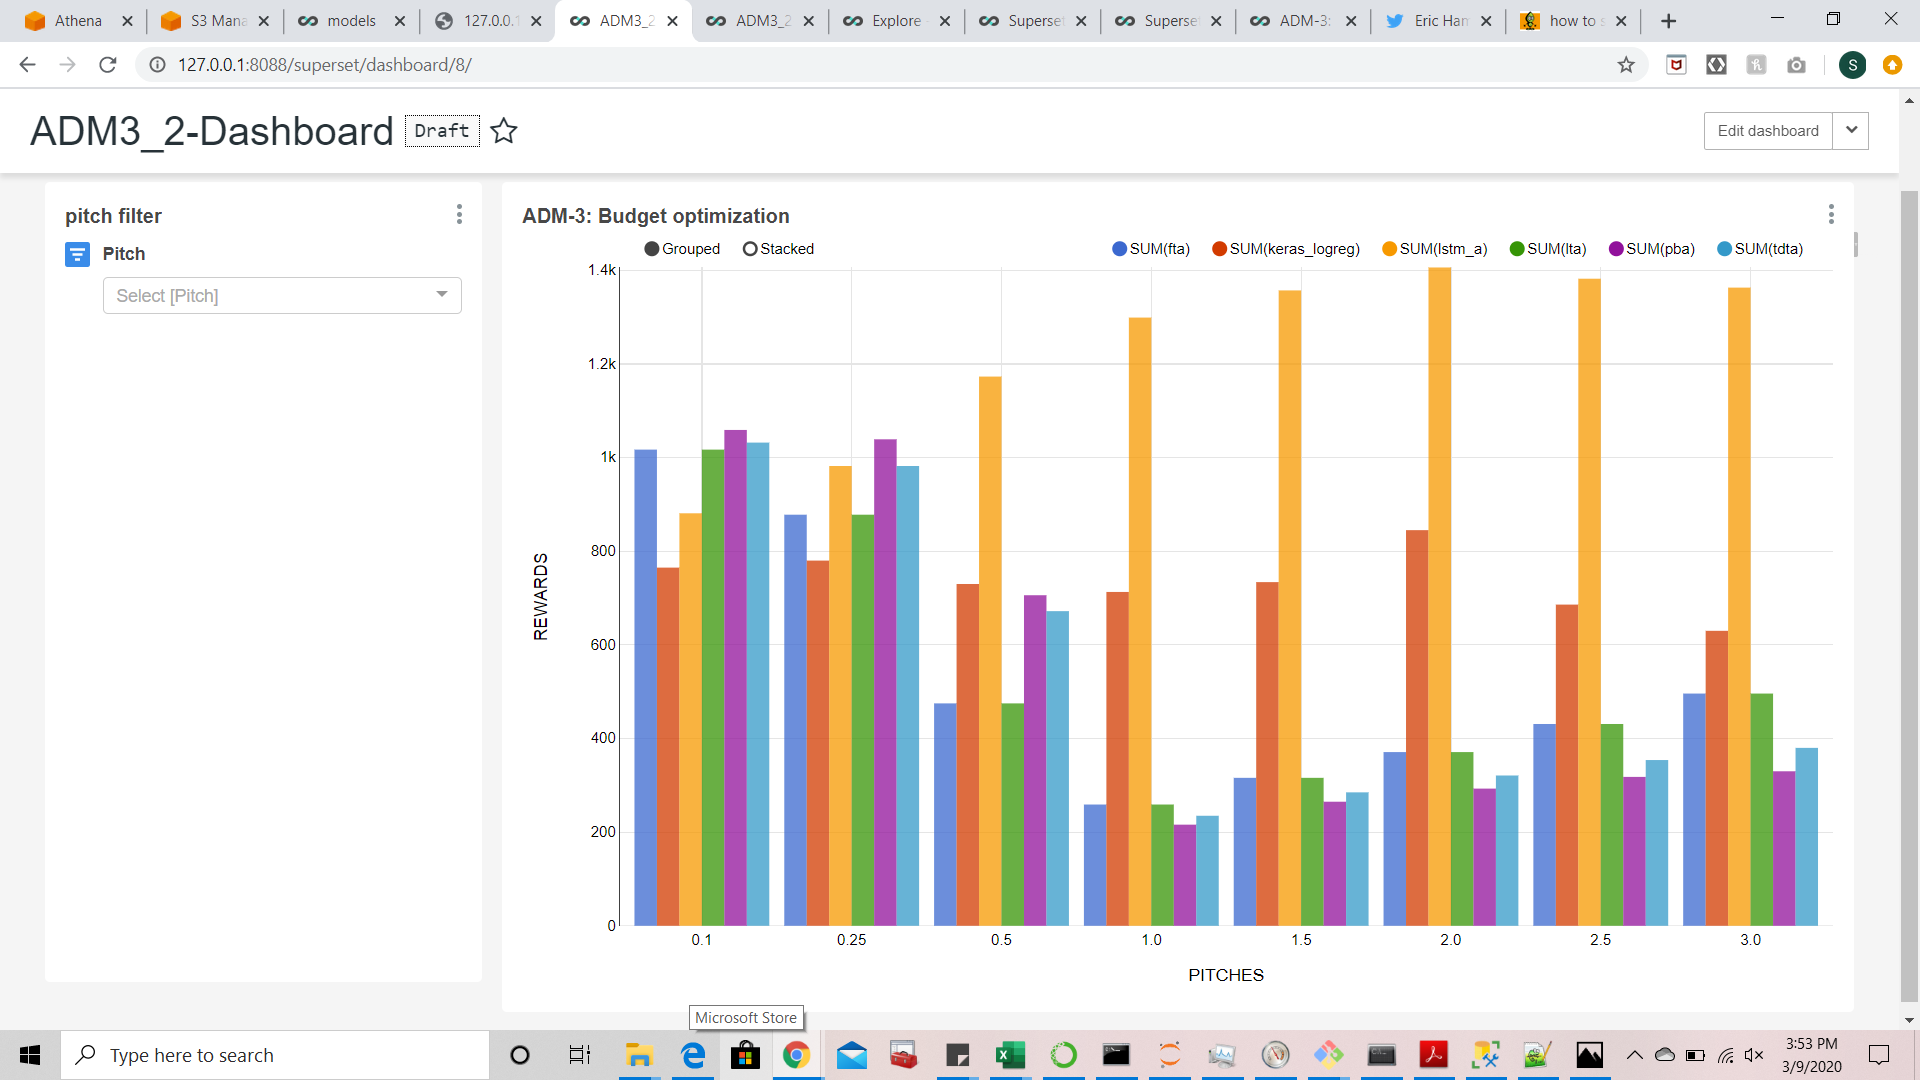 Athena
S3 Mana
models
127.0.0.1
ADM3_2
ADM3_2
Explore
Superset
Superset
ADM-3:
Eric Ham
how to s
127.0.0.1:8088/superset/dashboard/8/
S
ADM3_2-Dashboard
Draft
Edit dashboard
pitch filter
Pitch
Select [Pitch]
ADM-3: Budget optimization
Grouped Stacked
SUM(fta) SUM(keras_logreg) SUM(lstm_a) SUM(lta) SUM(pba) SUM(tdta)
1.4k
1.2k
1k
800
600
400
200
0
REWARDS
0.1 0.25 0.5 1.0 1.5 2.0 2.5 3.0
PITCHES
Microsoft Store
Type here to search
3:53 PM
3/9/2020